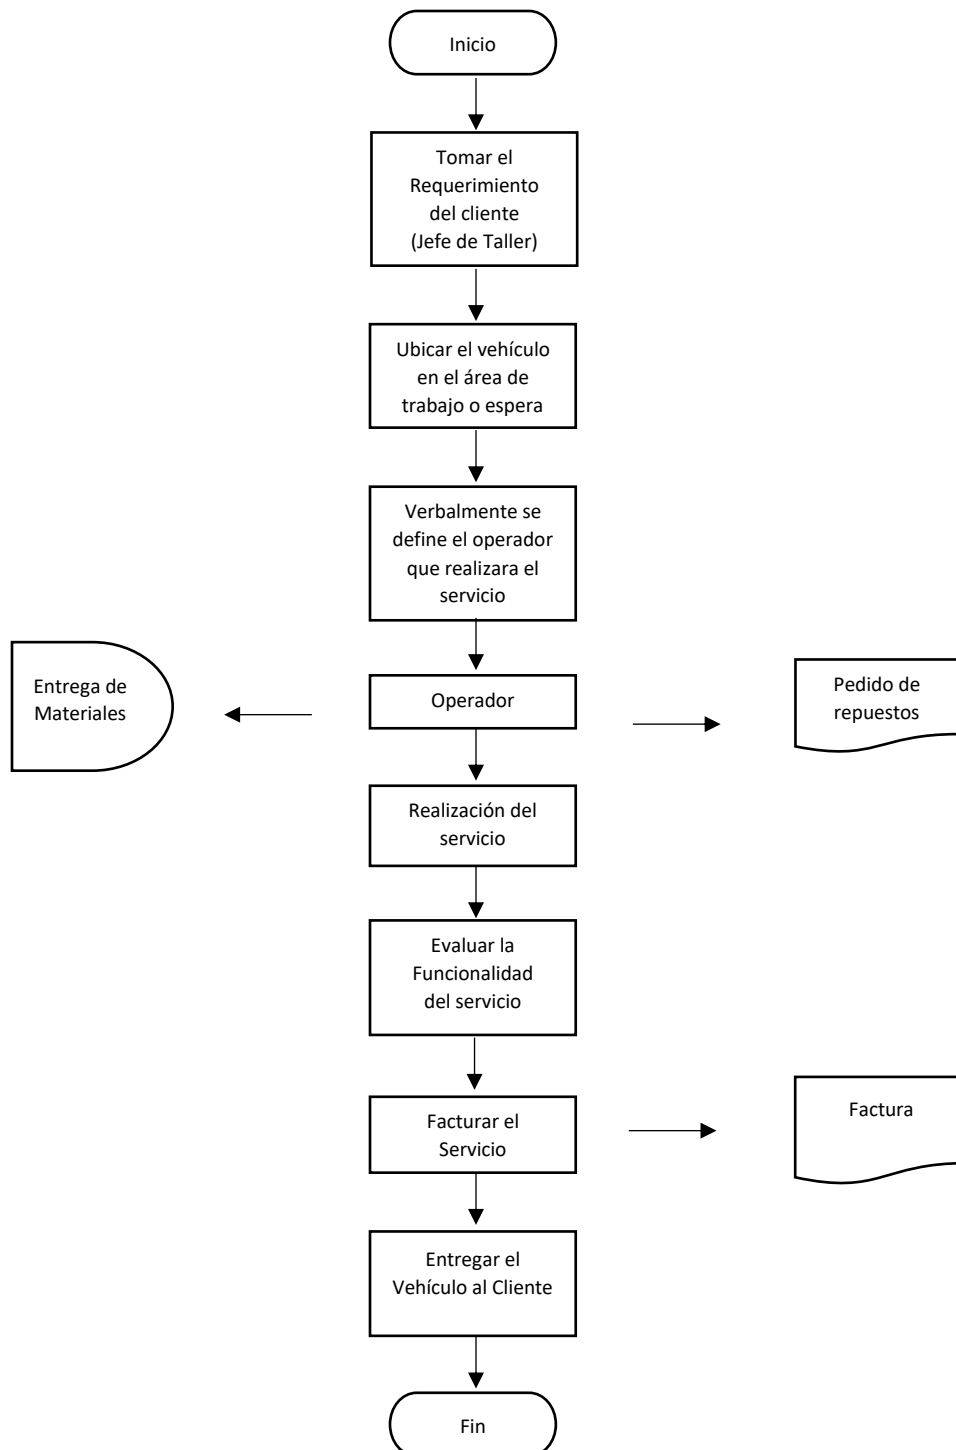 Inicio
Tomar el
Requerimiento
del cliente
(Jefe de Taller)
Ubicar el vehículo
en el área de
trabajo o espera
Verbalmente se
define el operador
que realizara el
servicio
Entrega de
Materiales
Operador
Pedido de
repuestos
Realización del
servicio
Evaluar la
Funcionalidad
del servicio
Facturar el
Servicio
Factura
Entregar el
Vehículo al Cliente
Fin